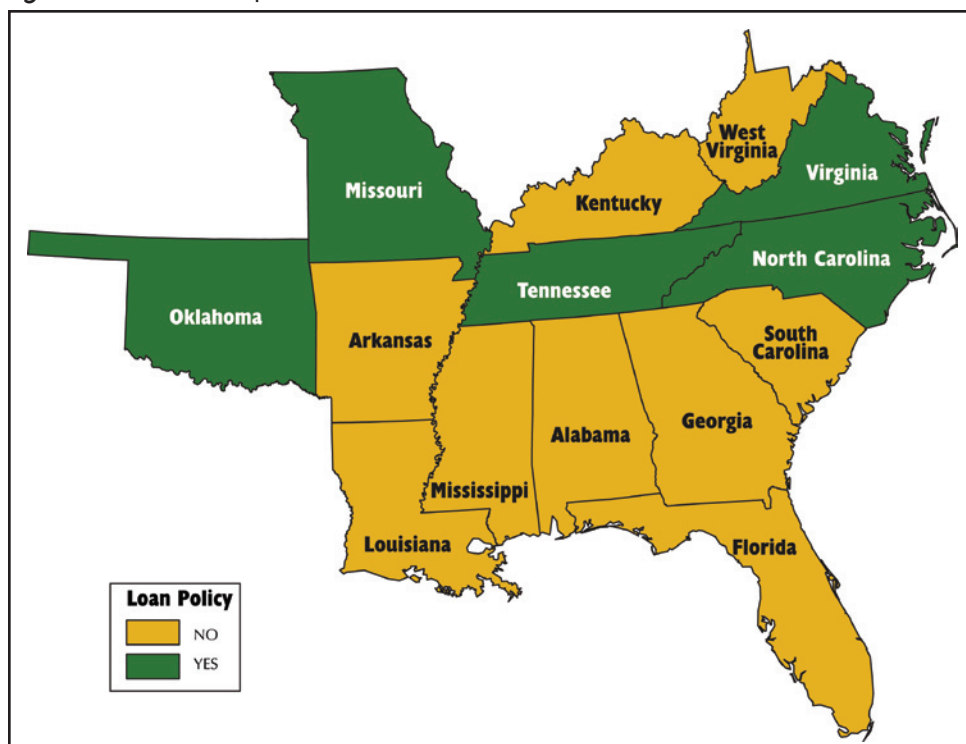 West
Virginia
Virginia
Missouri
Kentucky
North Carolina
Tennessee
Oklahoma
Arkansas
South
Carolina
Georgia
Alabama
Mississippi
Louisiana
Florida
Loan Policy
NO
YES